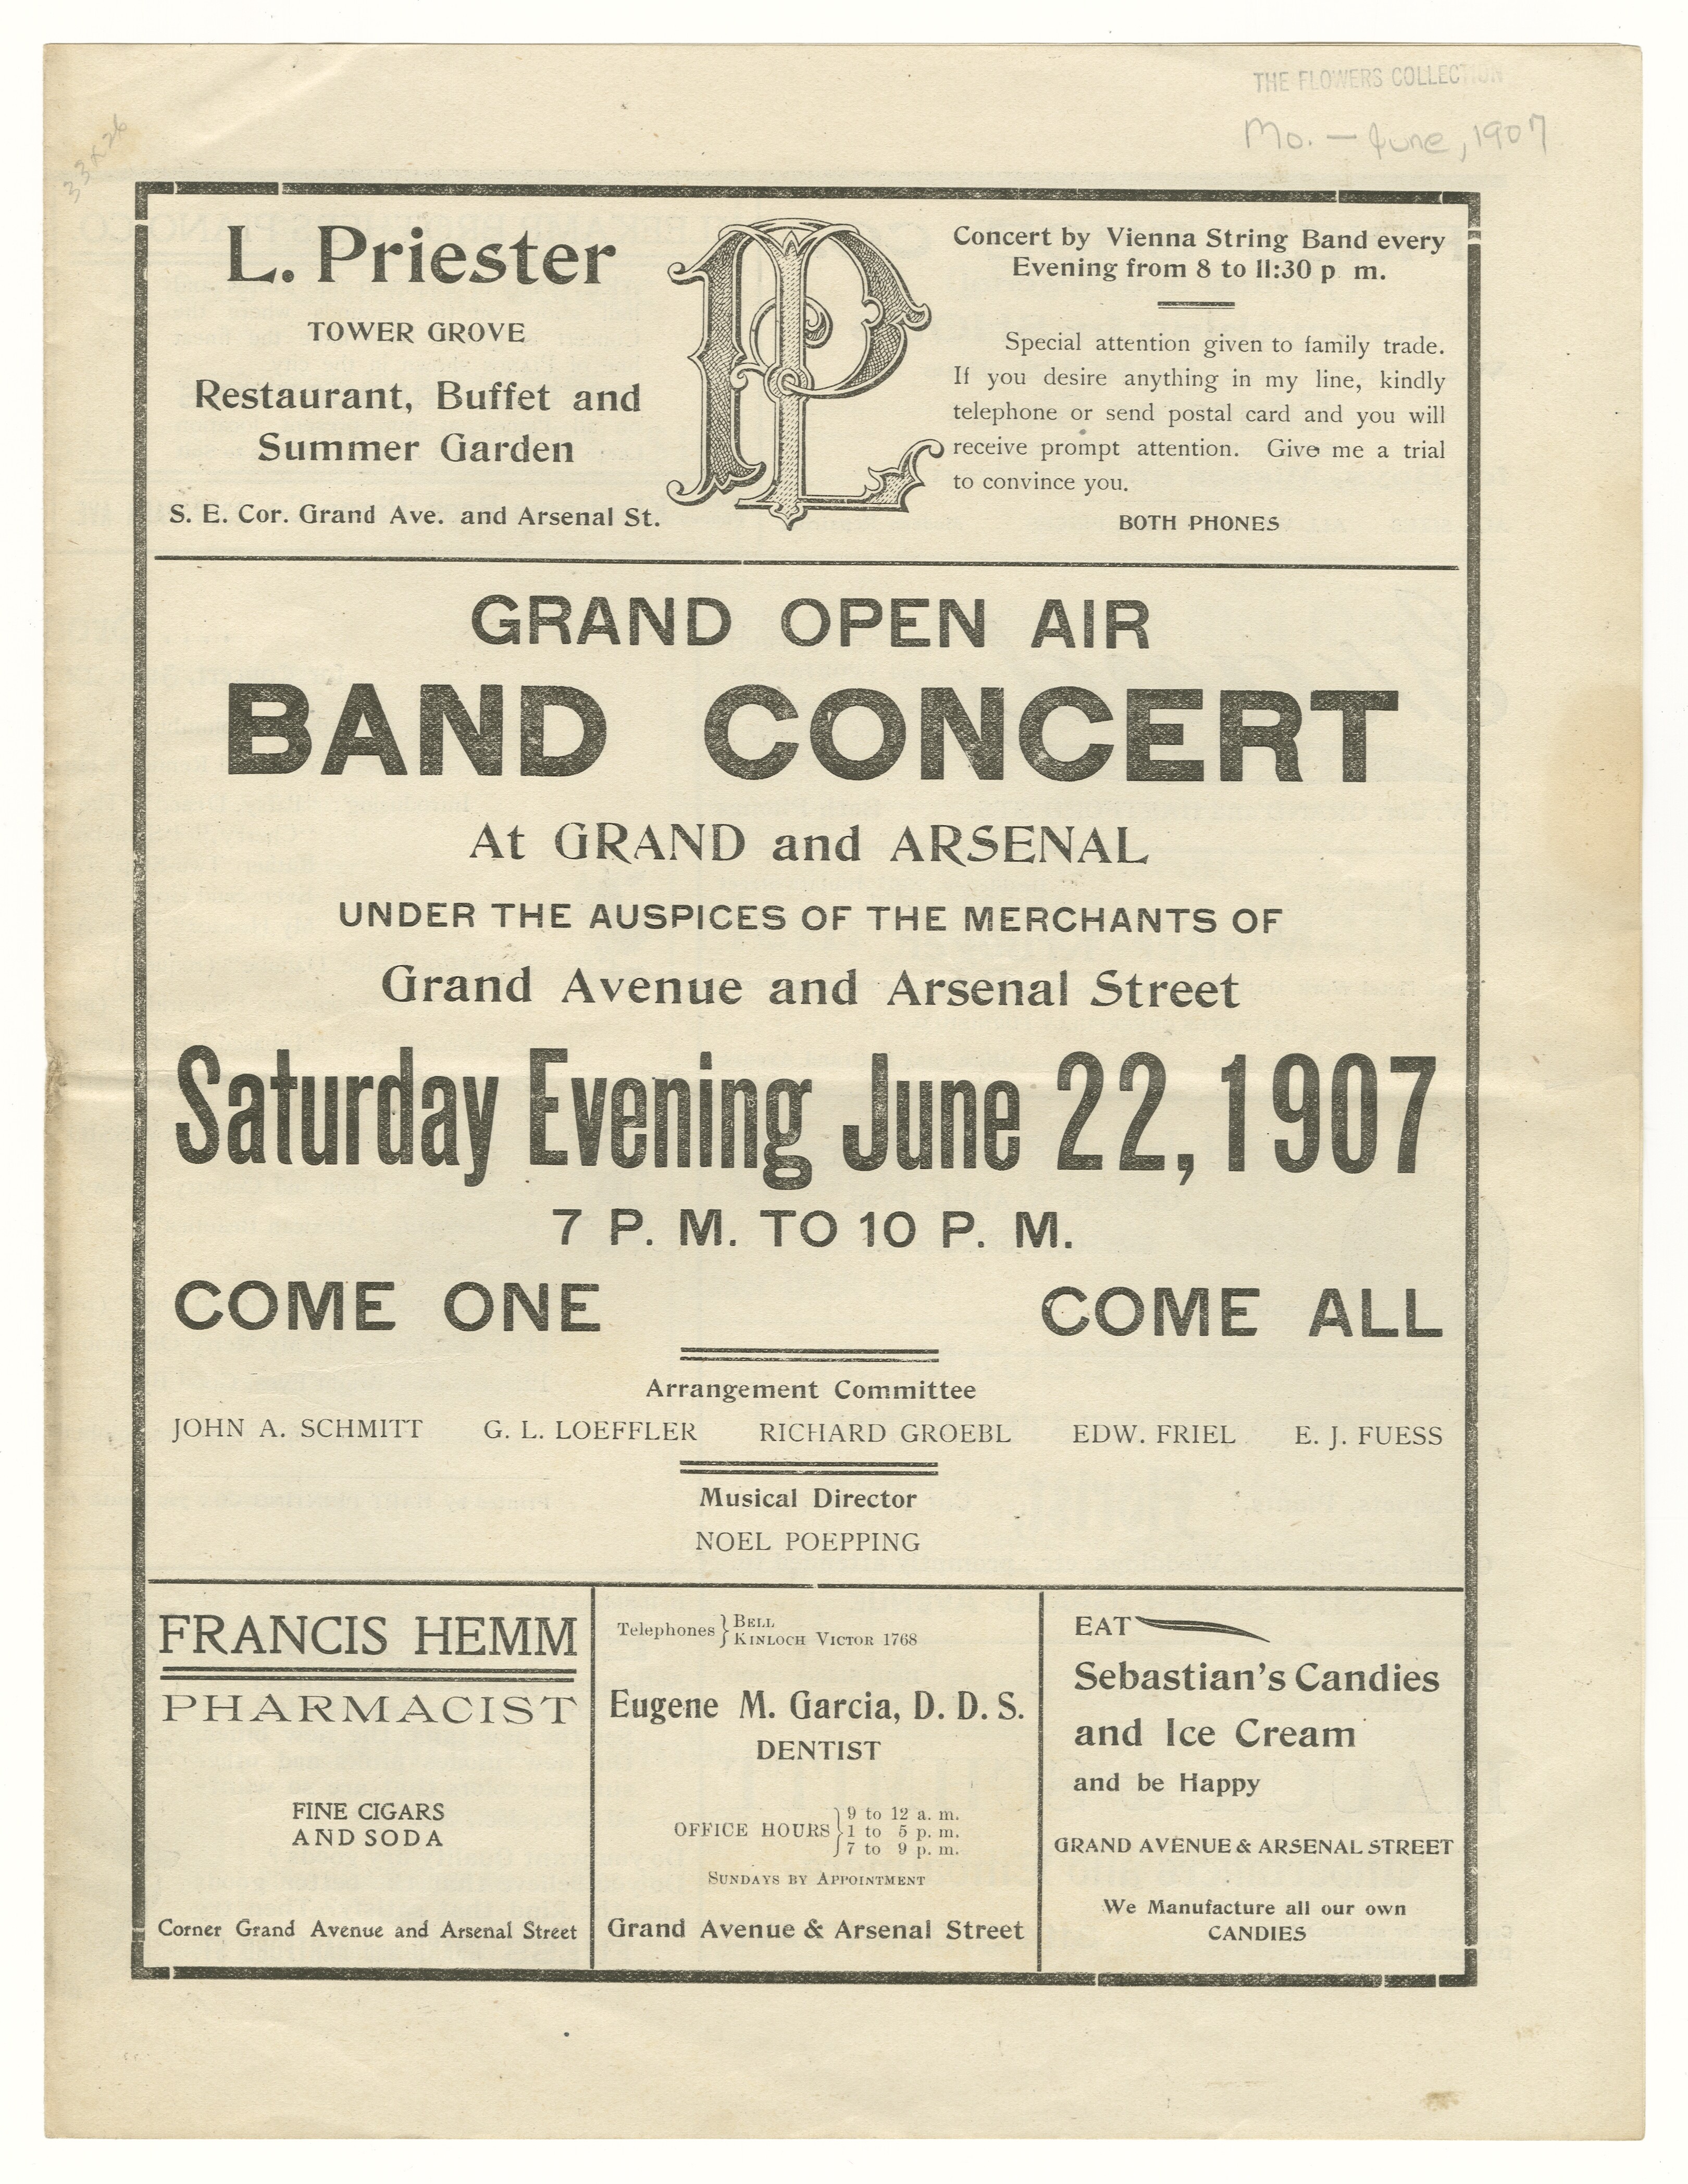 THE FLOWERS COLLECTION
Mo. — June, 1907
33 x 26
L. Priester
TOWER GROVE
Restaurant, Buffet and
Summer Garden
S. E. Cor. Grand Ave. and Arsenal St.
LP
Concert by Vienna String Band every
Evening from 8 to 11:30 p m.
Special attention given to family trade.
If you desire anything in my line, kindly
telephone or send postal card and you will
receive prompt attention. Give me a trial
to convince you.
BOTH PHONES
GRAND OPEN AIR
BAND CONCERT
At GRAND and ARSENAL
UNDER THE AUSPICES OF THE MERCHANTS OF
Grand Avenue and Arsenal Street
Saturday Evening June 22, 1907
7 P. M. TO 10 P. M.
COME ONE COME ALL
Arrangement Committee
JOHN A. SCHMITT G. L. LOEFFLER RICHARD GROEBL EDW. FRIEL E. J. FUESS
Musical Director
NOEL POEPPING
FRANCIS HEMM
PHARMACIST
FINE CIGARS
AND SODA
Corner Grand Avenue and Arsenal Street
Telephones } BELL
KINLOCH VICTOR 1768
Eugene M. Garcia, D. D. S.
DENTIST
OFFICE HOURS } 9 to 12 a. m.
1 to 5 p. m.
7 to 9 p. m.
SUNDAYS BY APPOINTMENT
Grand Avenue & Arsenal Street
EAT
Sebastian's Candies
and Ice Cream
and be Happy
GRAND AVENUE & ARSENAL STREET
We Manufacture all our own
CANDIES